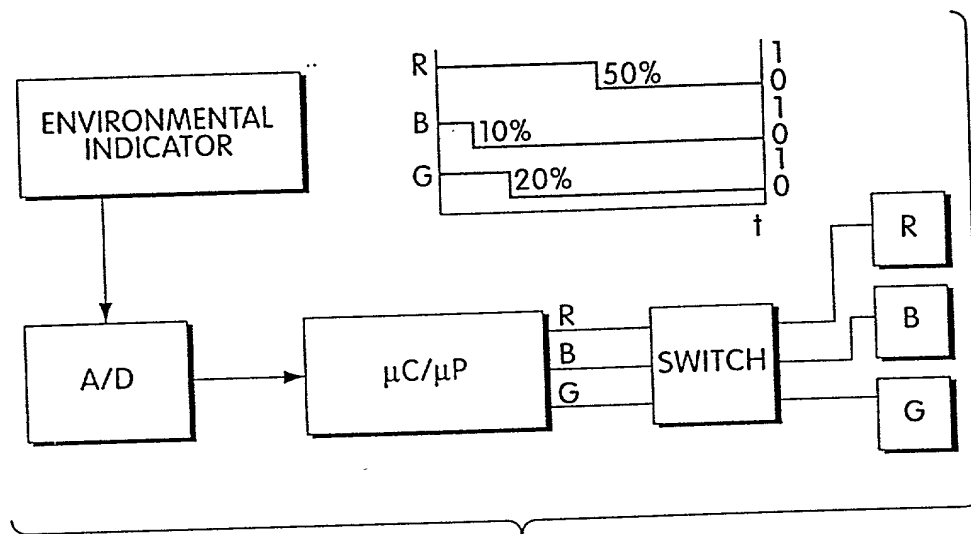 R 50% 1
0
B 10% 1
0
G 20% 1
0
t
ENVIRONMENTAL
INDICATOR
A/D
μC/μP
R
B
G
SWITCH
R
B
G